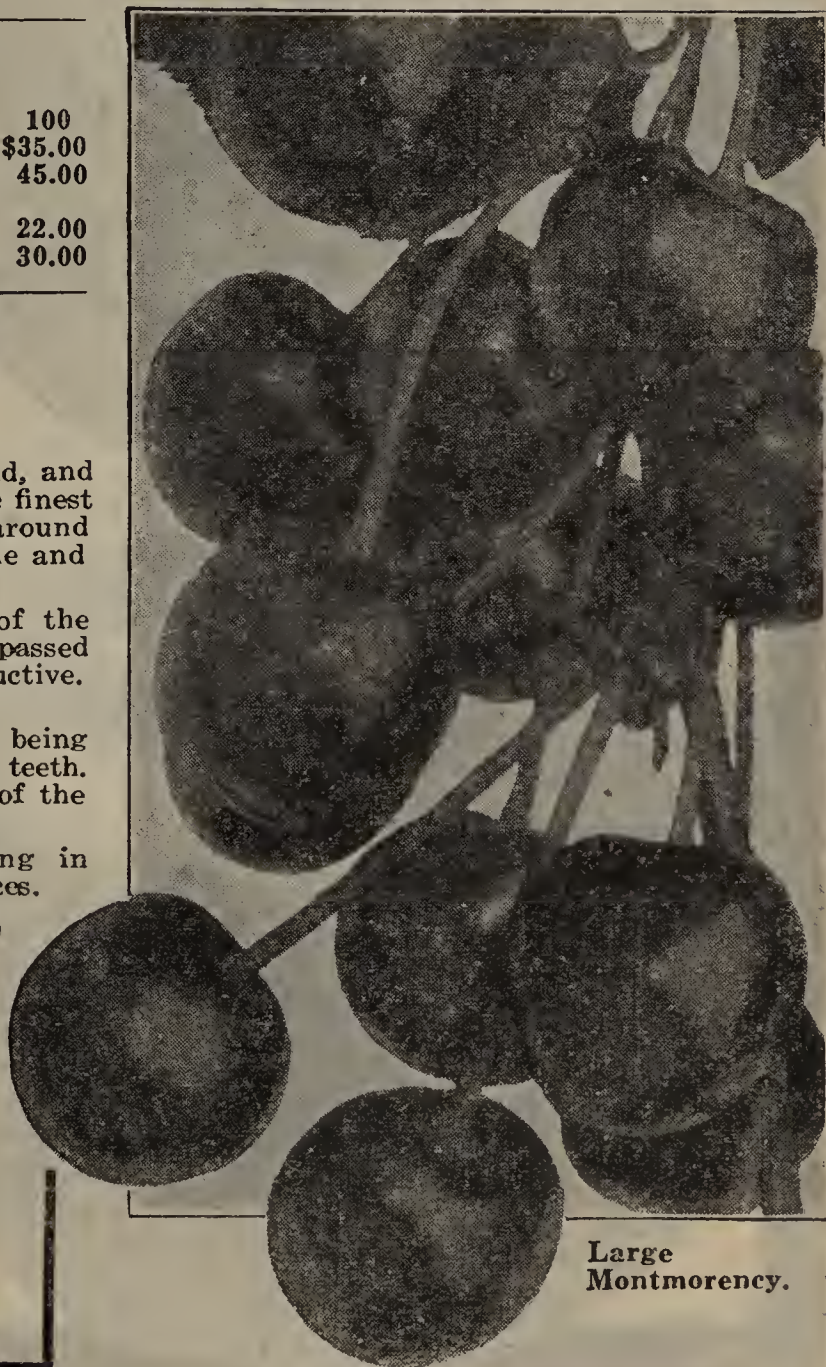 100
$35.00
45.00
22.00
30.00
d, and
finest
around
and
of the
passed
uctive.
being
teeth.
of the
ng in
Large
Montmorency.